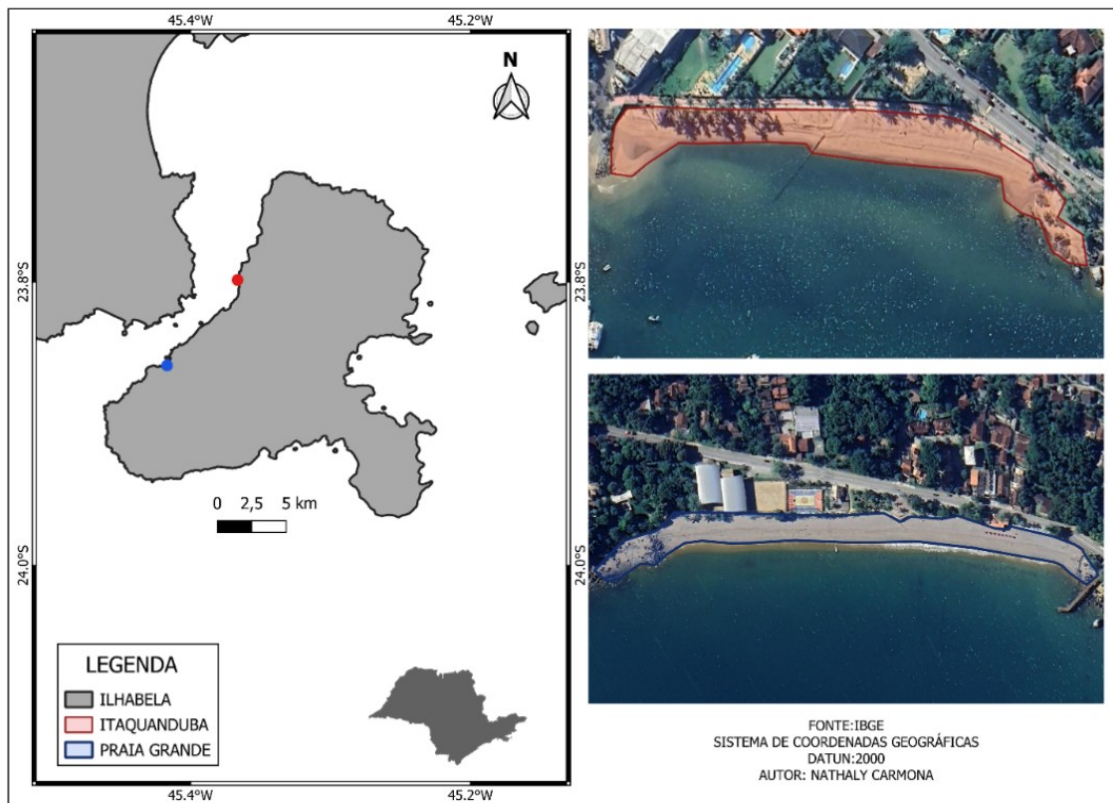 45.4°W
45.2°W
N
23.8°S
23.8°S
0 2,5 5 km
24.0°S
24.0°S
LEGENDA
ILHABELA
ITAQUANDUBA
PRAIA GRANDE
45.4°W
45.2°W
FONTE:IBGE
SISTEMA DE COORDENADAS GEOGRÁFICAS
DATUN:2000
AUTOR: NATHALY CARMONA